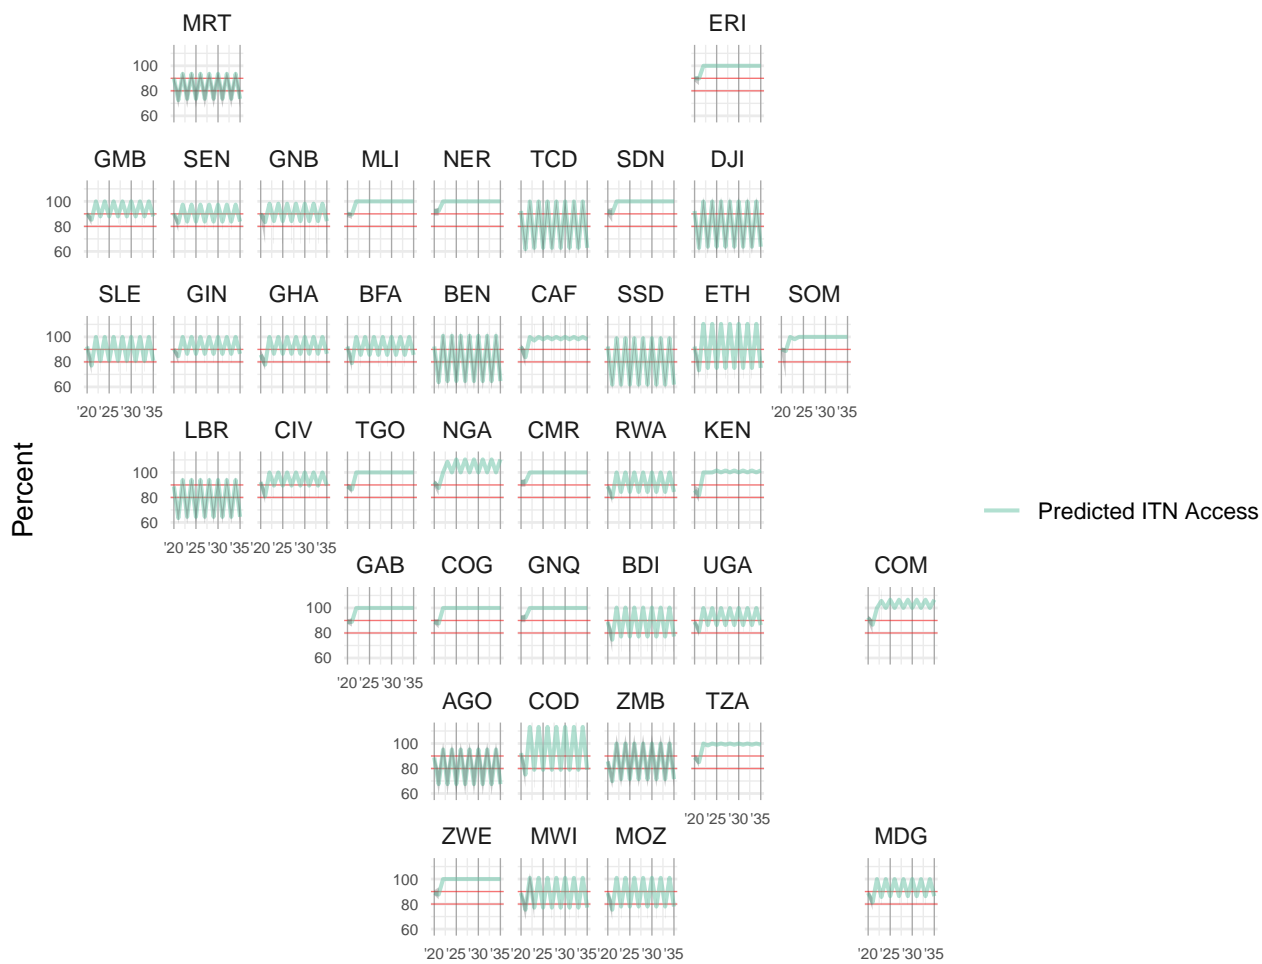 MRT ERI
100
80
60
GMB SEN GNB MLI NER TCD SDN DJI
100
80
60
SLE GIN GHA BFA BEN CAF SSD ETH SOM
100
80
60
'20 '25 '30 '35 '20 '25 '30 '35
LBR CIV TGO NGA CMR RWA KEN
100
80
60
'20 '25 '30 '35 '20 '25 '30 '35
Percent
Predicted ITN Access
GAB COG GNQ BDI UGA COM
100
80
60
'20 '25 '30 '35
AGO COD ZMB TZA
100
80
60
'20 '25 '30 '35
ZWE MWI MOZ MDG
100
80
60
'20 '25 '30 '35 '20 '25 '30 '35 '20 '25 '30 '35 '20 '25 '30 '35